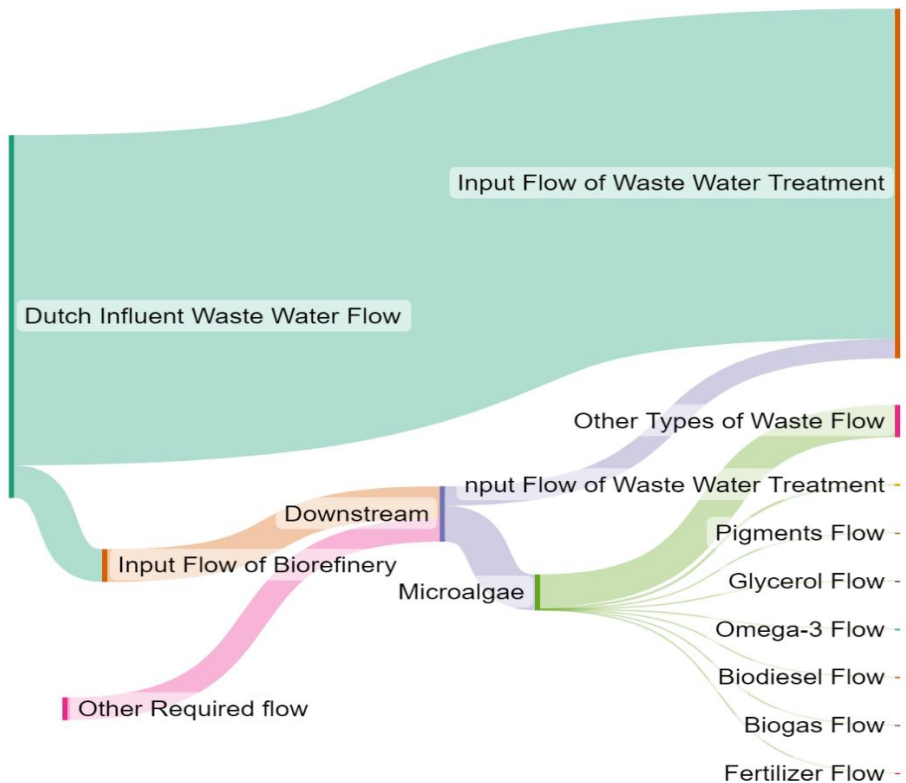 Input Flow of Waste Water Treatment
Dutch Influent Waste Water Flow
Other Types of Waste Flow
nput Flow of Waste Water Treatment
Downstream
Pigments Flow
Input Flow of Biorefinery
Glycerol Flow
Microalgae
Omega-3 Flow
Biodiesel Flow
Other Required flow
Biogas Flow
Fertilizer Flow